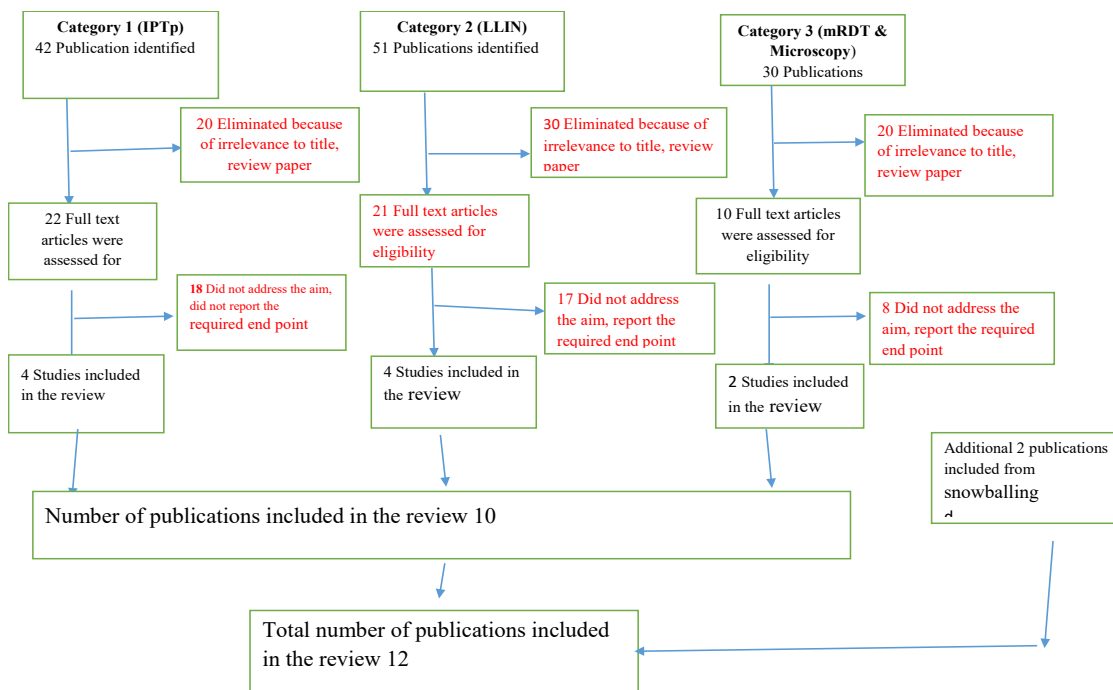 Category 1 (IPTp)
42 Publication identified
Category 2 (LLIN)
51 Publications identified
Category 3 (mRDT &
Microscopy)
30 Publications
20 Eliminated because
of irrelevance to title,
review paper
30 Eliminated because of
irrelevance to title, review
paper
20 Eliminated because
of irrelevance to title,
review paper
22 Full text
articles were
assessed for
21 Full text articles
were assessed for
eligibility
10 Full text articles
were assessed for
eligibility
18 Did not address the aim,
did not report the
required end point
17 Did not address
the aim, report the
required end point
8 Did not address the
aim, report the required
end point
4 Studies included
in the review
4 Studies included in
the review
2 Studies included
in the review
Additional 2 publications
included from
snowballing
Number of publications included in the review 10
Total number of publications included
in the review 12